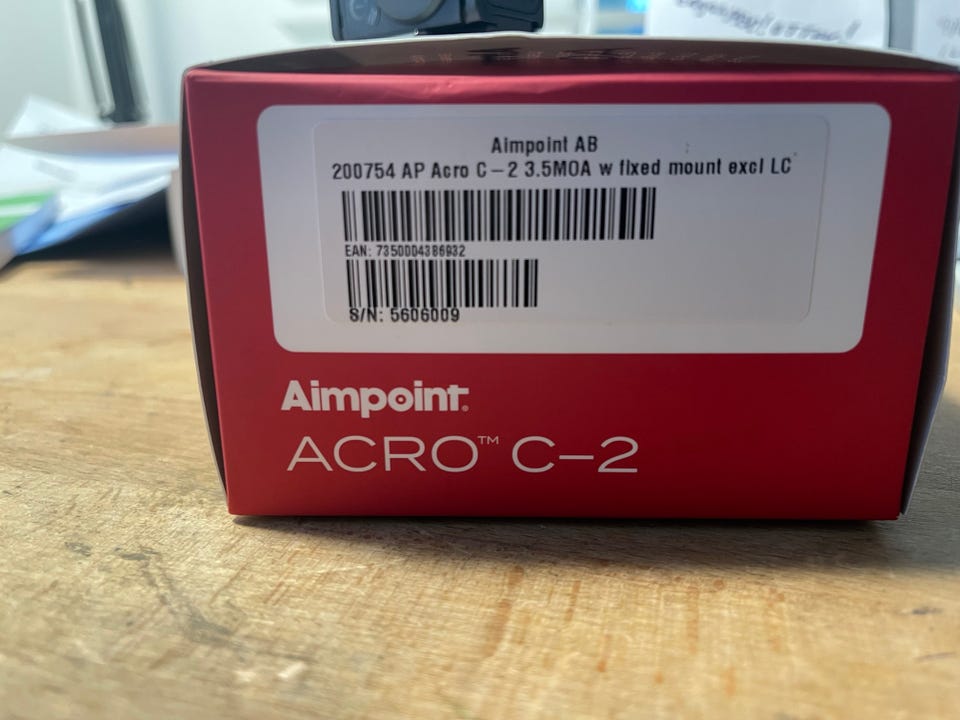 Aimpoint AB
200754 AP Acro C-2 3.5MOA w fixed mount excl LC
EAN: 7350004386932
S/N: 5606009
Aimpoint®
ACRO™ C-2